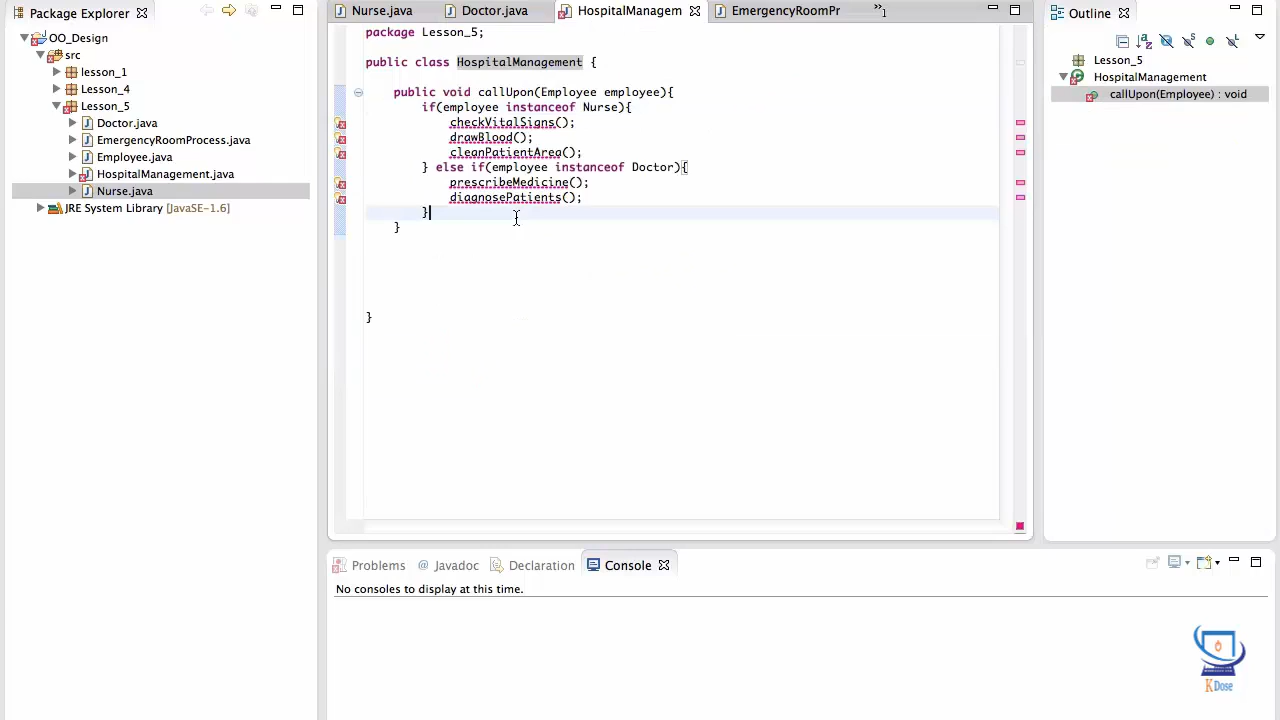 Package Explorer
OO_Design
src
lesson_1
Lesson_4
Lesson_5
Doctor.java
EmergencyRoomProcess.java
Employee.java
HospitalManagement.java
Nurse.java
JRE System Library [JavaSE-1.6]
Nurse.java
Doctor.java
HospitalManagem
EmergencyRoomPr
»1
package Lesson_5;
public class HospitalManagement {
public void callUpon(Employee employee){
if(employee instanceof Nurse){
checkVitalSigns();
drawBlood();
cleanPatientArea();
} else if(employee instanceof Doctor){
prescribeMedicine();
diagnosePatients();
}
}
}
Outline
Lesson_5
HospitalManagement
callUpon(Employee) : void
Problems
@ Javadoc
Declaration
Console
No consoles to display at this time.
K Dose